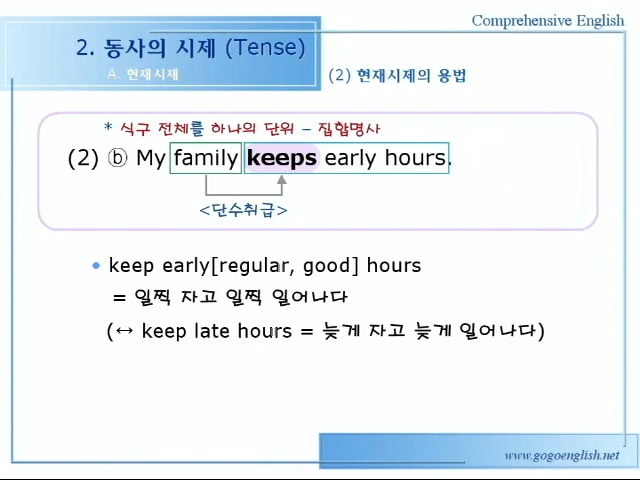 Comprehensive English
2. 동사의 시제 (Tense)
A. 현재시제
(2) 현재시제의 용법
* 식구 전체를 하나의 단위 – 집합명사
(2) ⓑ My family keeps early hours.
<단수취급>
• keep early[regular, good] hours
= 일찍 자고 일찍 일어나다
(↔ keep late hours = 늦게 자고 늦게 일어나다)
www.gogoenglish.net